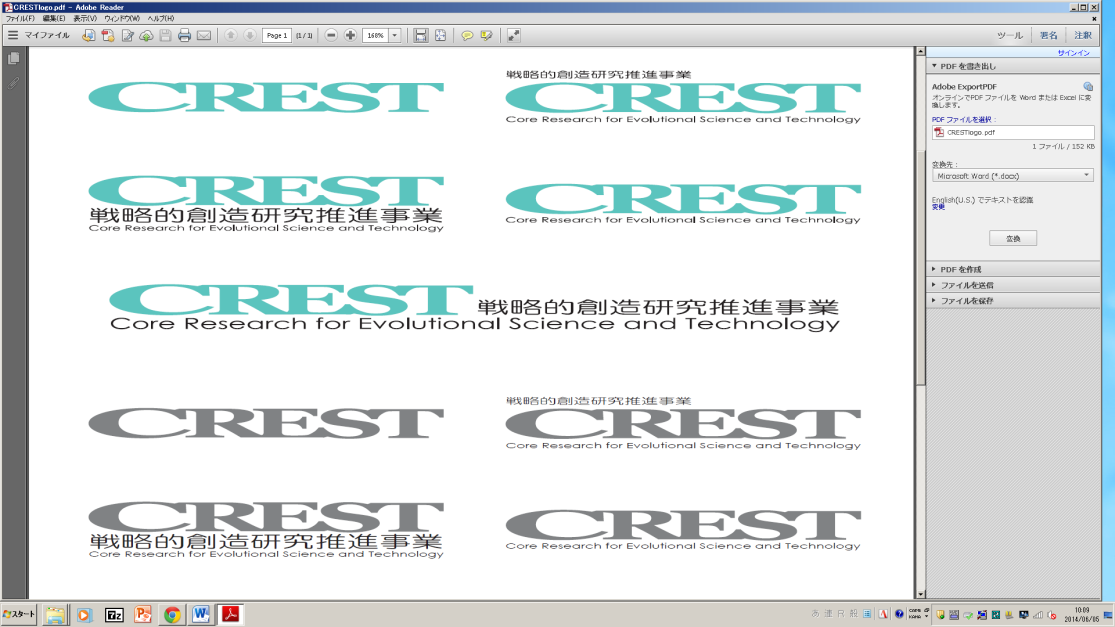 CRESTlogo.pdf - Adobe Reader
ファイル(F) 編集(E) 表示(V) ウィンドウ(W) ヘルプ(H)
マイファイル Page 1 (1 / 1) 168% ツール 署名 注釈
サインイン
PDF を書き出し
Adobe ExportPDF
オンラインでPDF ファイルを Word または Excel に変
換します。
PDF ファイルを選択 :
CRESTlogo.pdf
1 ファイル / 152 KB
変換先 :
Microsoft Word (*.docx)
English(U.S.) でテキストを認識
変更
変換
PDF を作成
ファイルを送信
ファイルを保存
CREST
戦略的創造研究推進事業
CREST
Core Research for Evolutional Science and Technology
CREST
戦略的創造研究推進事業
Core Research for Evolutional Science and Technology
CREST
Core Research for Evolutional Science and Technology
CREST 戦略的創造研究推進事業
Core Research for Evolutional Science and Technology
CREST
戦略的創造研究推進事業
CREST
Core Research for Evolutional Science and Technology
CREST
戦略的創造研究推進事業
Core Research for Evolutional Science and Technology
CREST
Core Research for Evolutional Science and Technology
スタート 7z あ 連 R 般 CAPS KANA 10:09
2014/06/05